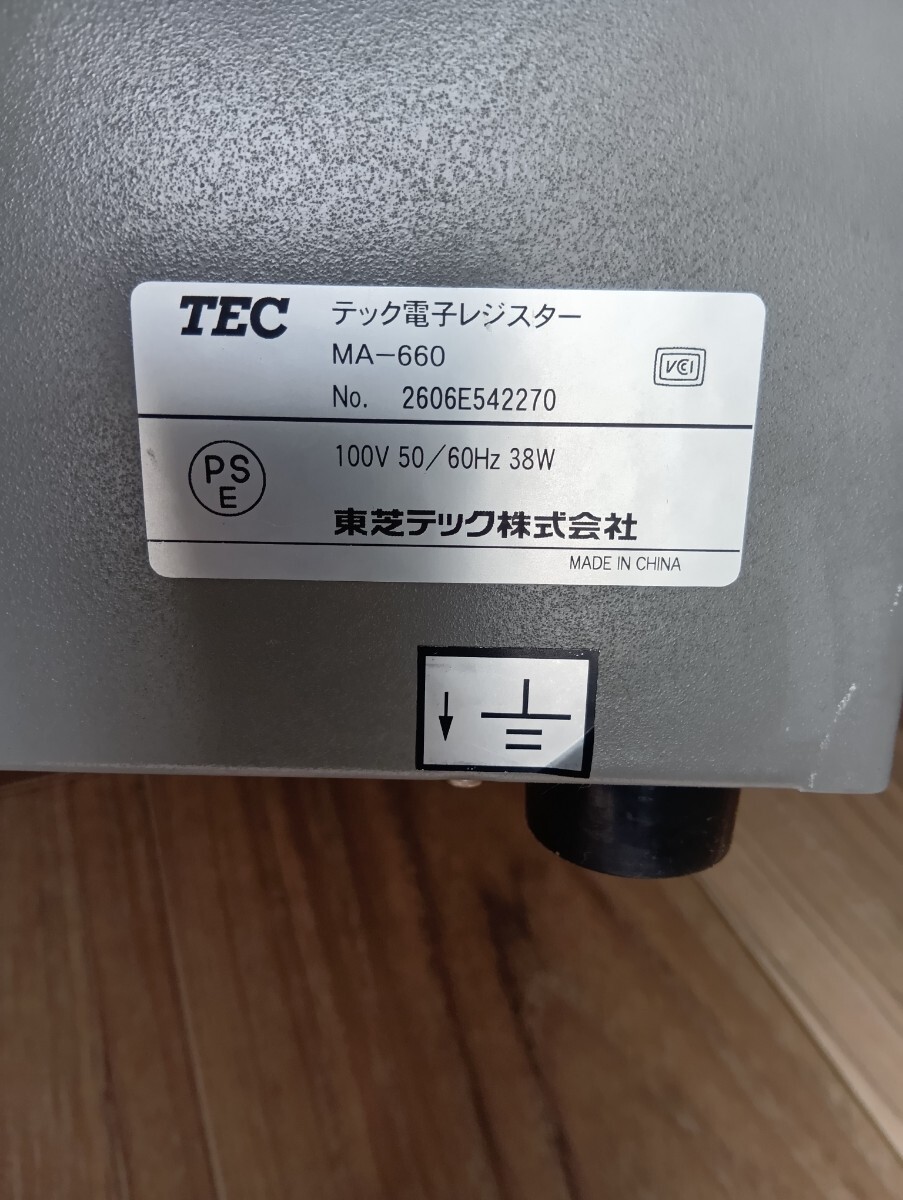 TEC
テック電子レジスター
MA-660
No. 2606E542270
VCI
PS
E
100V 50/60Hz 38W
東芝テック株式会社
MADE IN CHINA